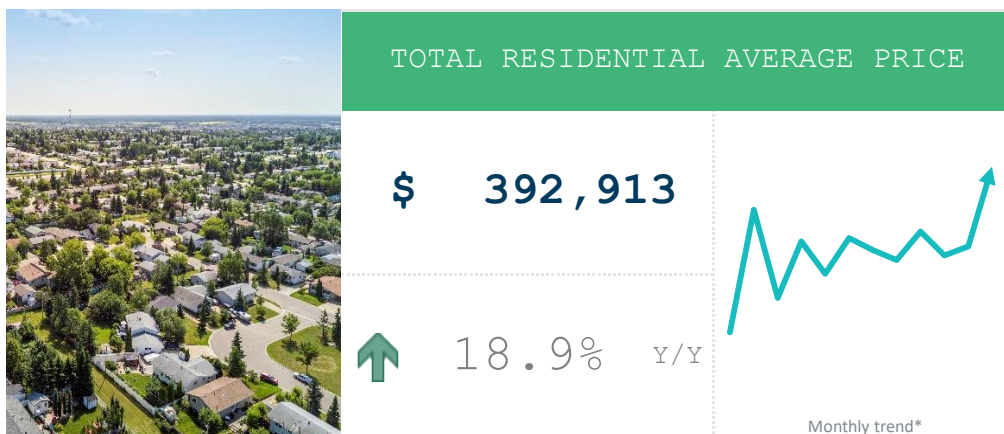 TOTAL RESIDENTIAL AVERAGE PRICE
$ 392,913
18.9% Y/Y
Monthly trend*